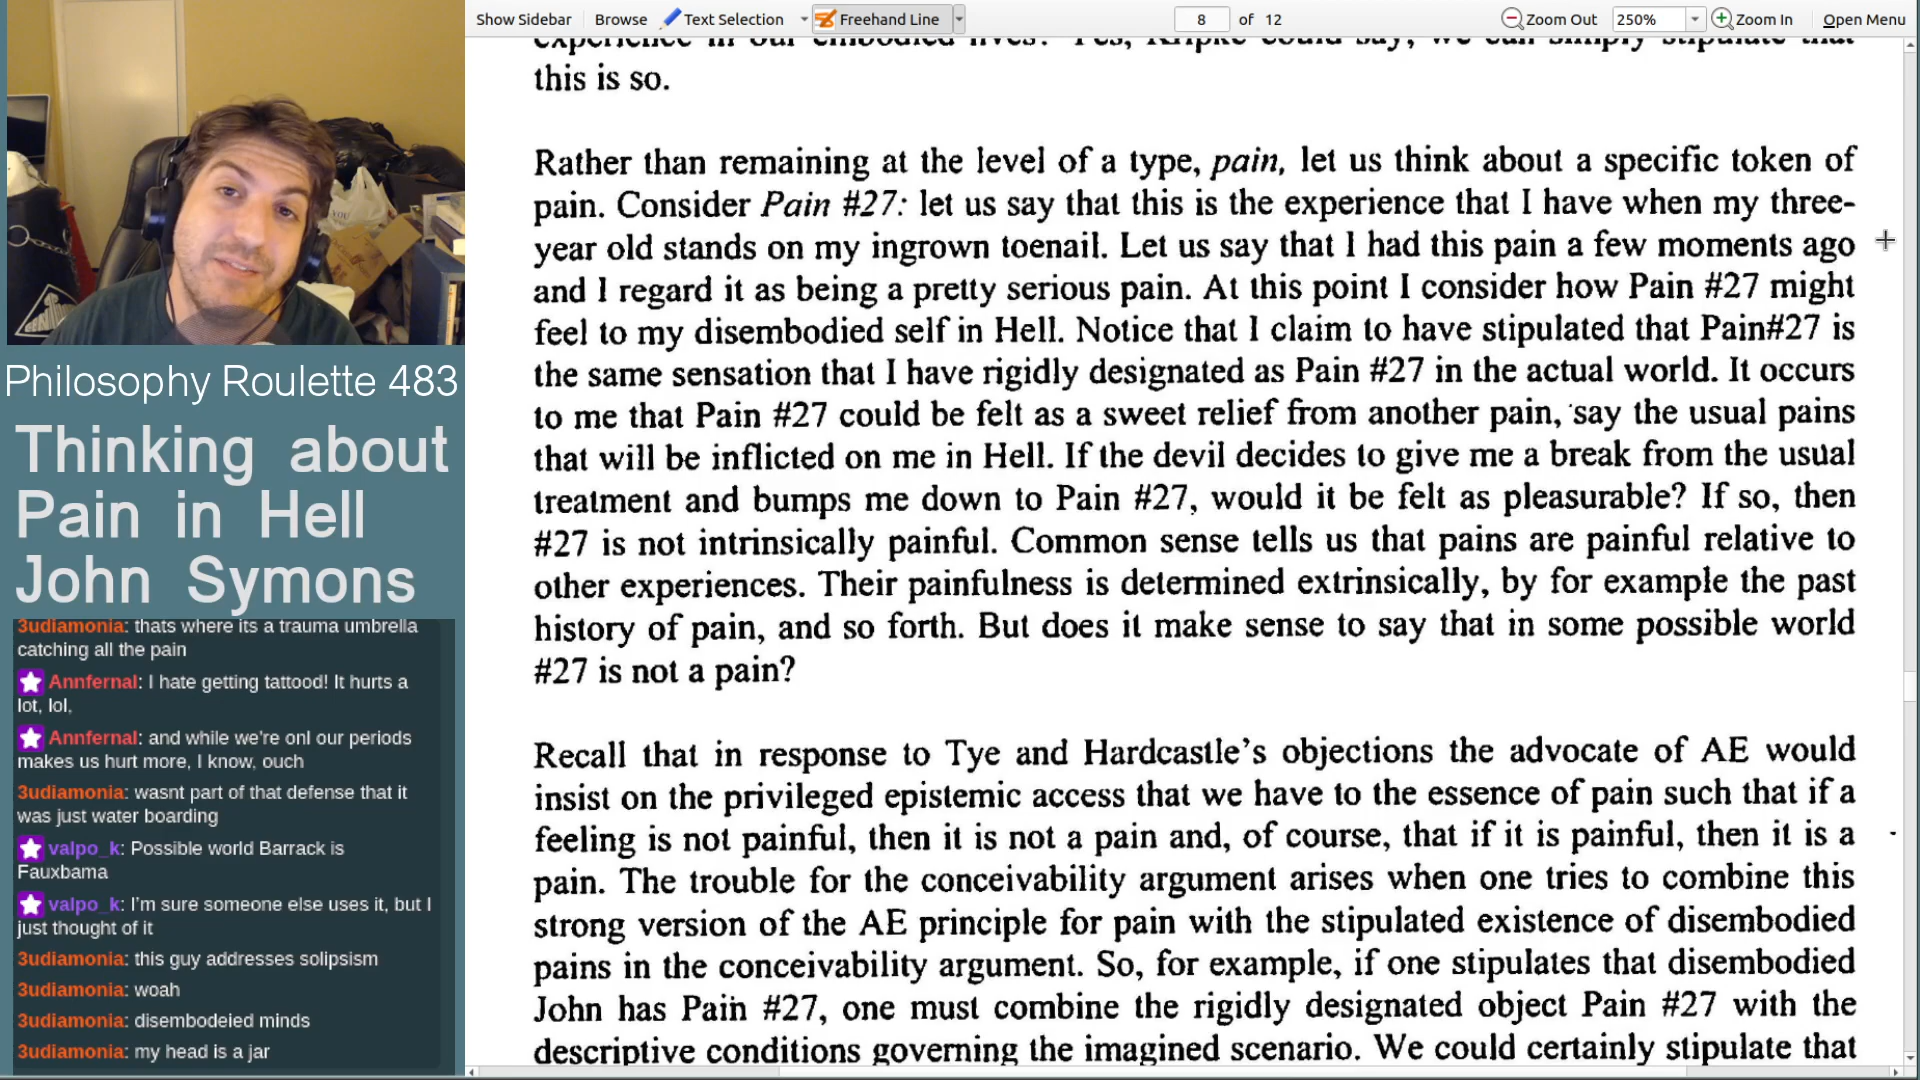 Show Sidebar Browse Text Selection Freehand Line 8 of 12 Zoom Out 250% Zoom In Open Menu
experience in our embodied lives? Yes, Kripke could say, we can simply stipulate that
this is so.
Rather than remaining at the level of a type, pain, let us think about a specific token of
pain. Consider Pain #27: let us say that this is the experience that I have when my three-
year old stands on my ingrown toenail. Let us say that I had this pain a few moments ago
and I regard it as being a pretty serious pain. At this point I consider how Pain #27 might
feel to my disembodied self in Hell. Notice that I claim to have stipulated that Pain#27 is
the same sensation that I have rigidly designated as Pain #27 in the actual world. It occurs
to me that Pain #27 could be felt as a sweet relief from another pain, say the usual pains
that will be inflicted on me in Hell. If the devil decides to give me a break from the usual
treatment and bumps me down to Pain #27, would it be felt as pleasurable? If so, then
#27 is not intrinsically painful. Common sense tells us that pains are painful relative to
other experiences. Their painfulness is determined extrinsically, by for example the past
history of pain, and so forth. But does it make sense to say that in some possible world
#27 is not a pain?
Recall that in response to Tye and Hardcastle's objections the advocate of AE would
insist on the privileged epistemic access that we have to the essence of pain such that if a
feeling is not painful, then it is not a pain and, of course, that if it is painful, then it is a
pain. The trouble for the conceivability argument arises when one tries to combine this
strong version of the AE principle for pain with the stipulated existence of disembodied
pains in the conceivability argument. So, for example, if one stipulates that disembodied
John has Pain #27, one must combine the rigidly designated object Pain #27 with the
descriptive conditions governing the imagined scenario. We could certainly stipulate that
Philosophy Roulette 483
Thinking about
Pain in Hell
John Symons
3udiamonia: thats where its a trauma umbrella
catching all the pain
Annfernal: I hate getting tattood! It hurts a
lot, lol,
Annfernal: and while we're onl our periods
makes us hurt more, I know, ouch
3udiamonia: wasnt part of that defense that it
was just water boarding
valpo_k: Possible world Barrack is
Fauxbama
valpo_k: I'm sure someone else uses it, but I
just thought of it
3udiamonia: this guy addresses solipsism
3udiamonia: woah
3udiamonia: disembodeied minds
3udiamonia: my head is a jar